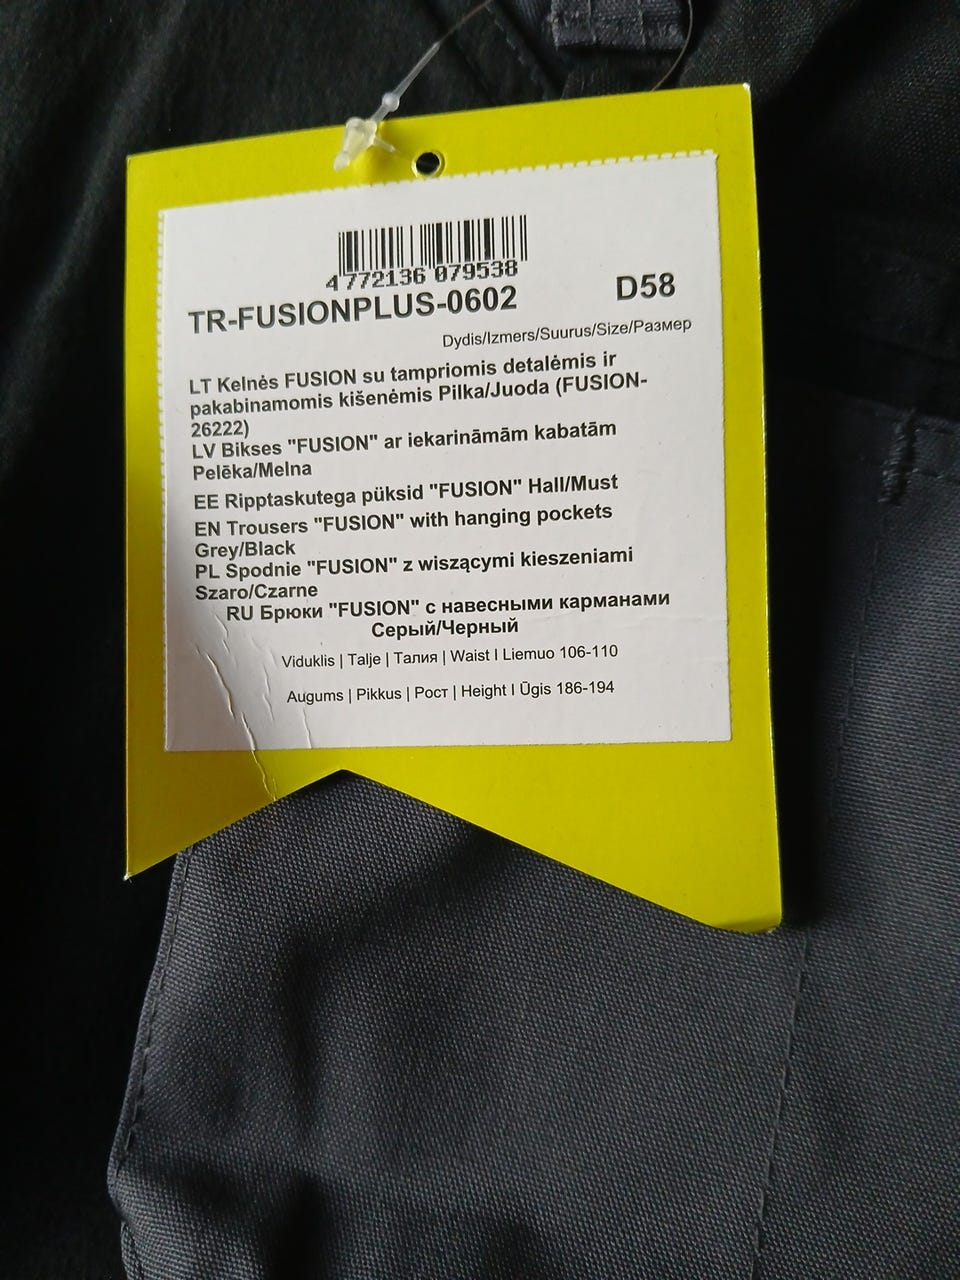 4 772136 079538
TR-FUSIONPLUS-0602
D58
Dydis/Izmers/Suurus/Size/Размер
LT Kelnės FUSION su tampriomis detalėmis ir
pakabinamomis kišenėmis Pilka/Juoda (FUSION-
26222)
LV Bikses "FUSION" ar iekarināmām kabatām
Pelēka/Melna
EE Ripptaskutega püksid "FUSION" Hall/Must
EN Trousers "FUSION" with hanging pockets
Grey/Black
PL Spodnie "FUSION" z wiszącymi kieszeniami
Szaro/Czarne
RU Брюки "FUSION" с навесными карманами
Серый/Черный
Viduklis | Talje | Талия | Waist I Liemuo 106-110
Augums | Pikkus | Рост | Height I Ūgis 186-194